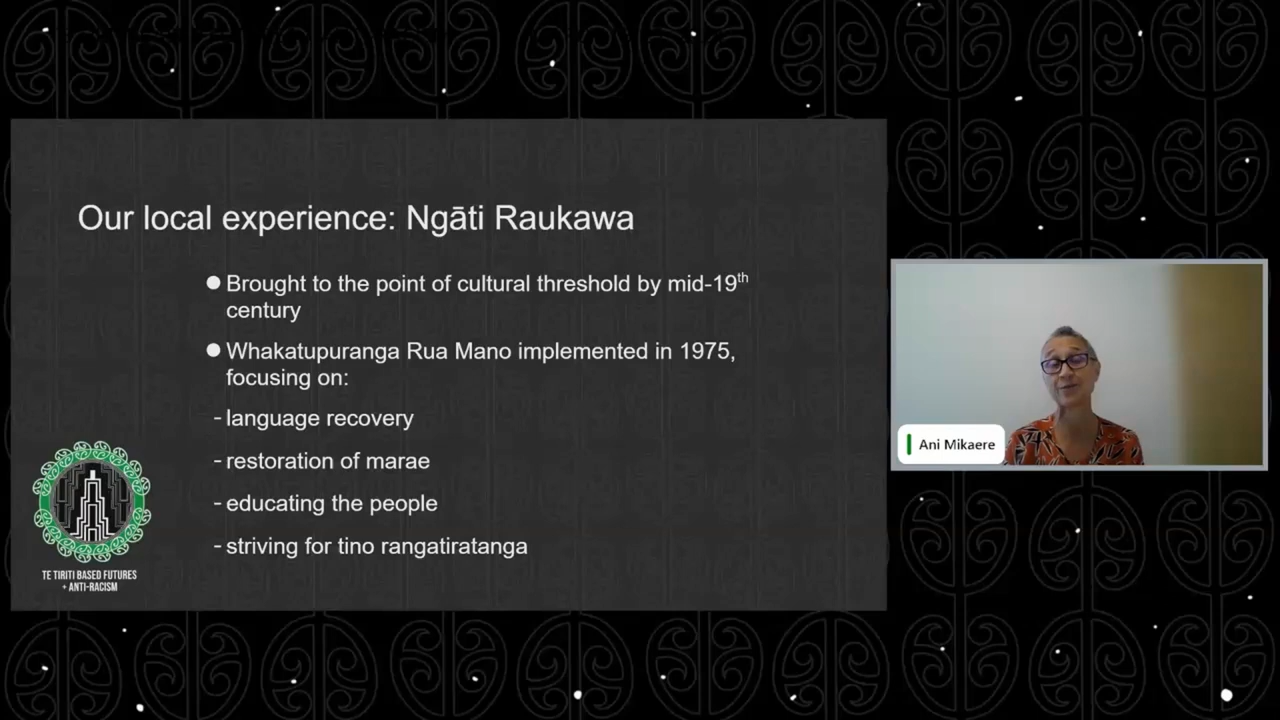 Our local experience: Ngāti Raukawa
● Brought to the point of cultural threshold by mid-19th
century
● Whakatupuranga Rua Mano implemented in 1975,
focusing on:
- language recovery
- restoration of marae
- educating the people
- striving for tino rangatiratanga
TE TIRITI BASED FUTURES
+ ANTI-RACISM
Ani Mikaere